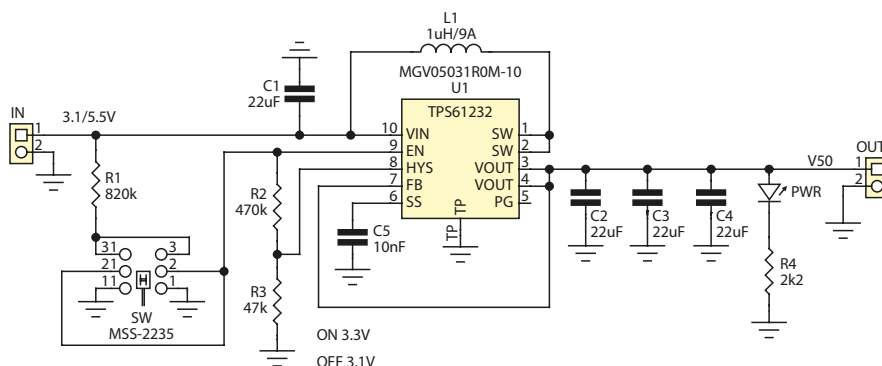 L1
1uH/9A
MGV05031R0M-10
U1
TPS61232
C1
22uF
IN
1
2
3.1/5.5V
R1
820k
R2
470k
R3
47k
10 VIN
9 EN
8 HYS
7 FB
6 SS
SW 1
SW 2
VOUT 3
VOUT 4
PG 5
TP
TP
C5
10nF
C2
22uF
C3
22uF
C4
22uF
V50
OUT
1
2
PWR
R4
2k2
31 3
21 2
11 1
SW
MSS-2235
ON 3.3V
OFF 3.1V